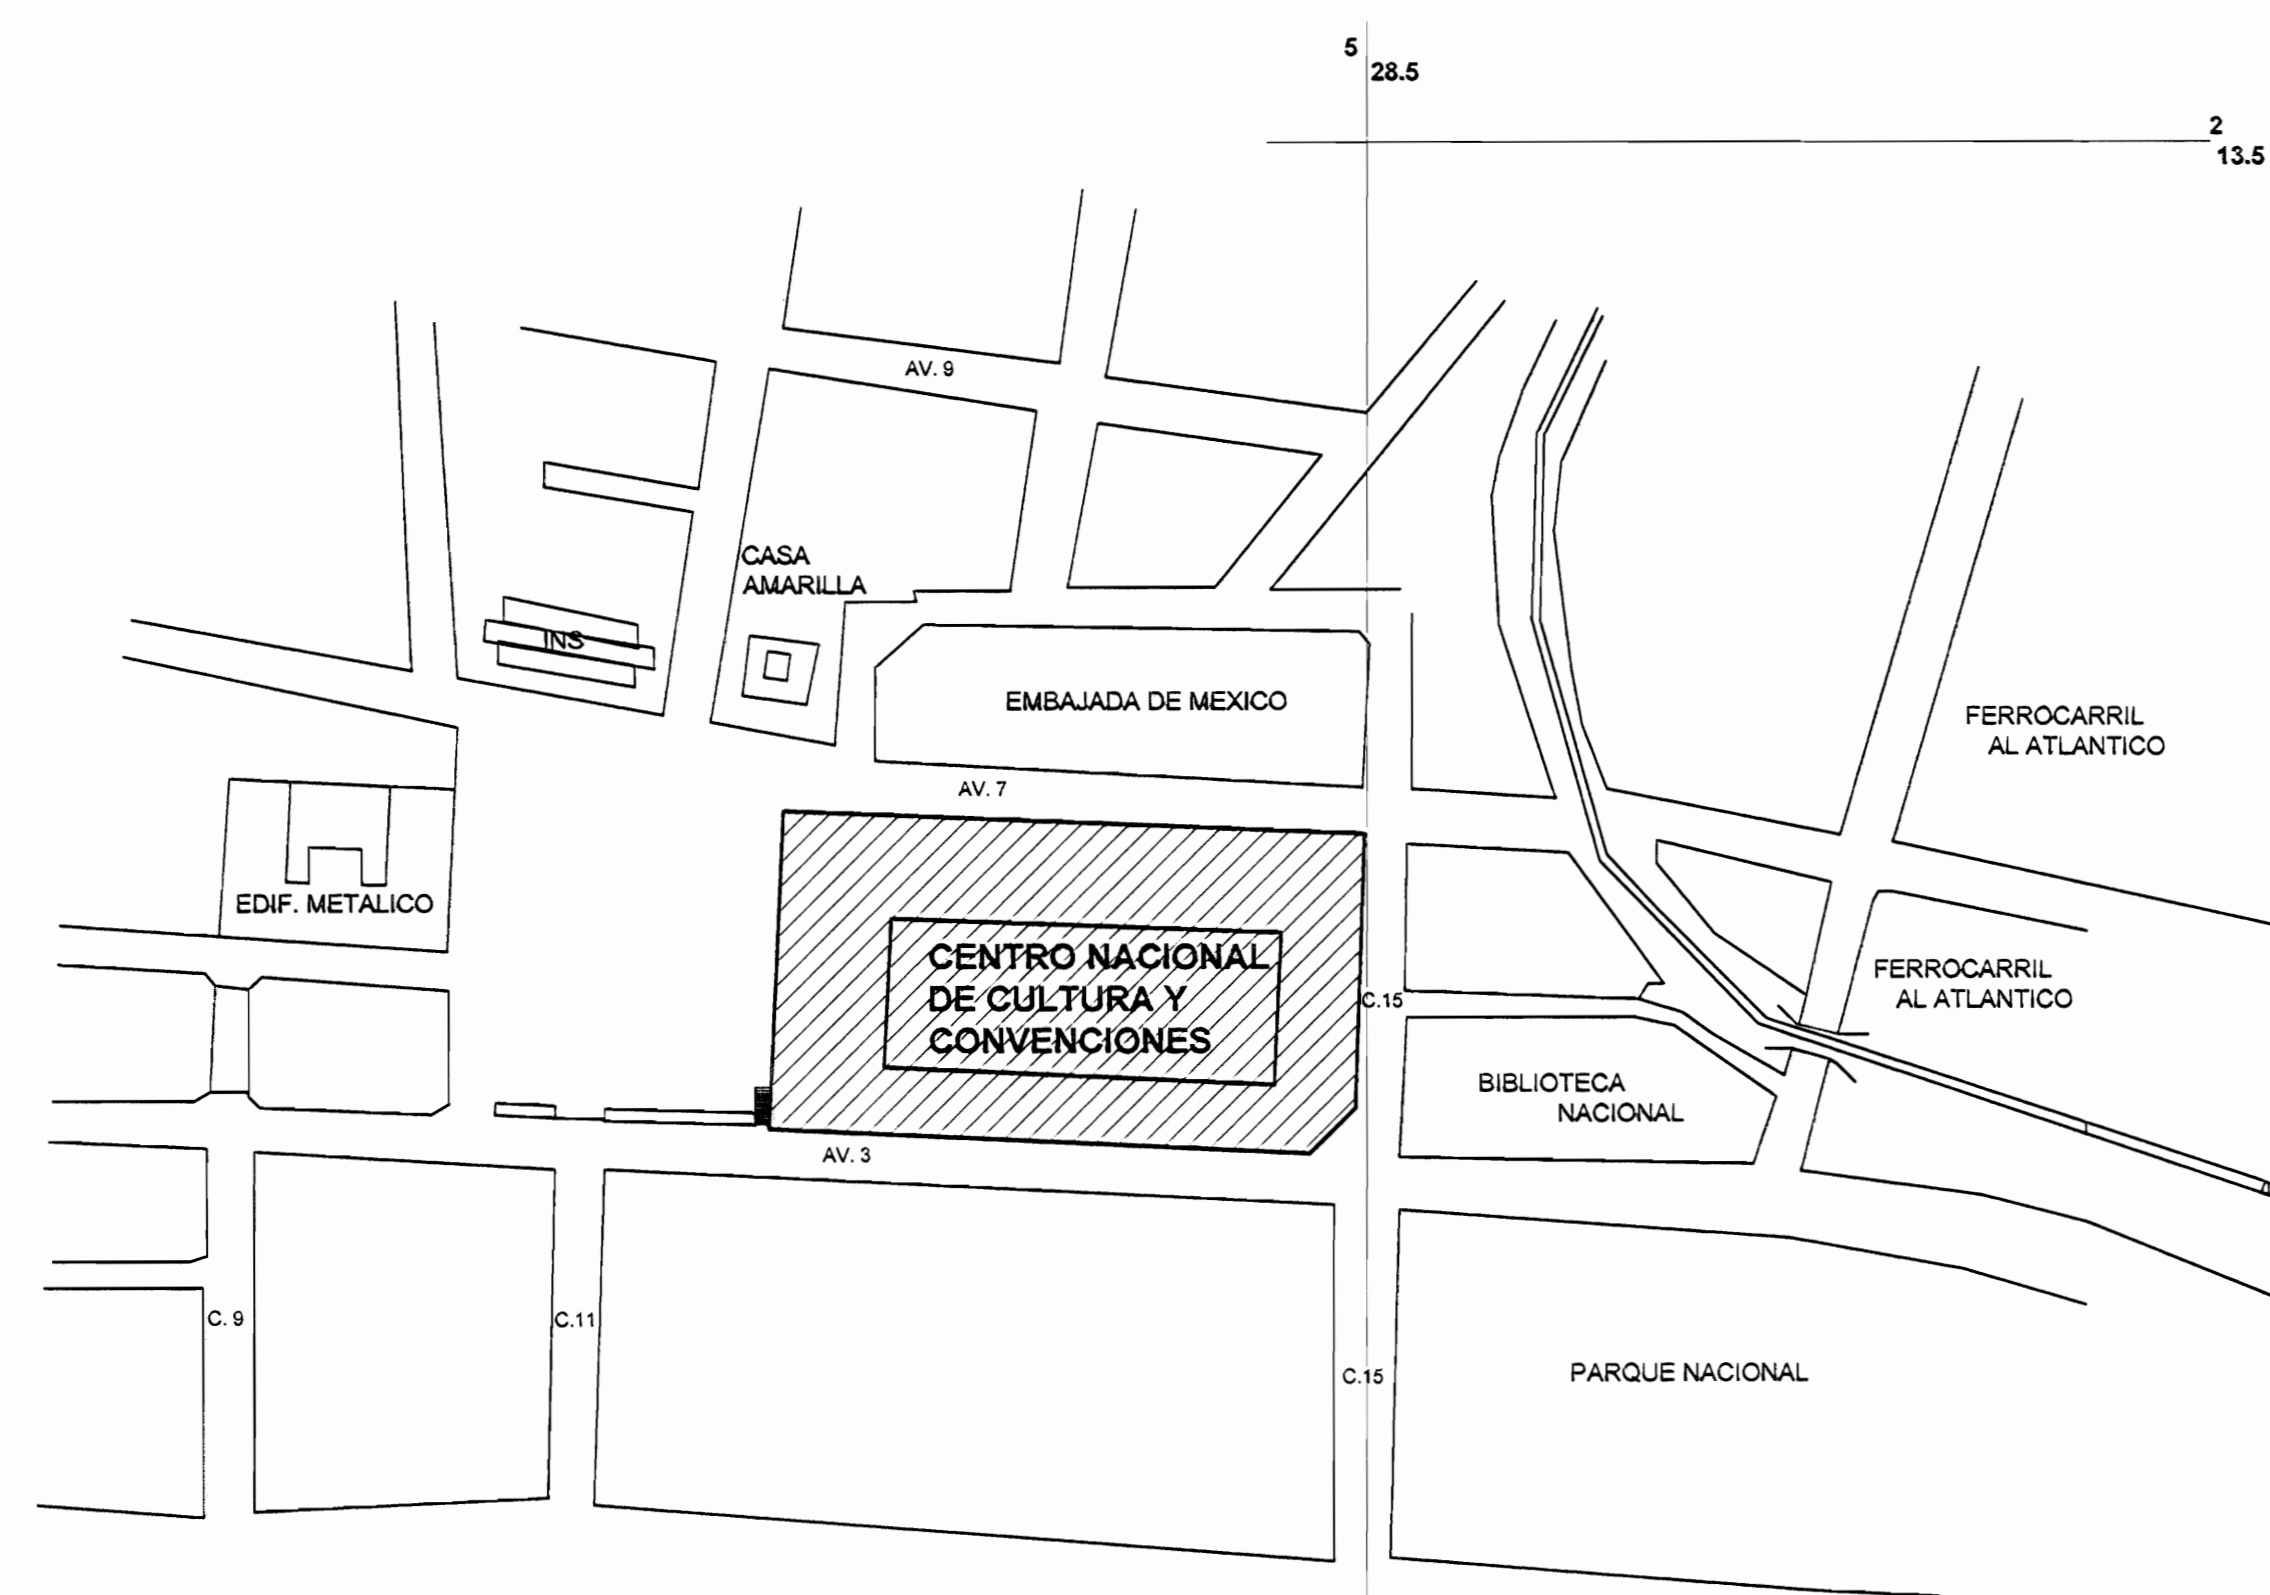 5
28.5
2
13.5
AV. 9
CASA
AMARILLA
INS
EMBAJADA DE MEXICO
FERROCARRIL
AL ATLANTICO
AV. 7
EDIF. METALICO
CENTRO NACIONAL
DE CULTURA Y
CONVENCIONES
C.15
FERROCARRIL
AL ATLANTICO
BIBLIOTECA
NACIONAL
AV. 3
C. 9
C.11
C.15
PARQUE NACIONAL